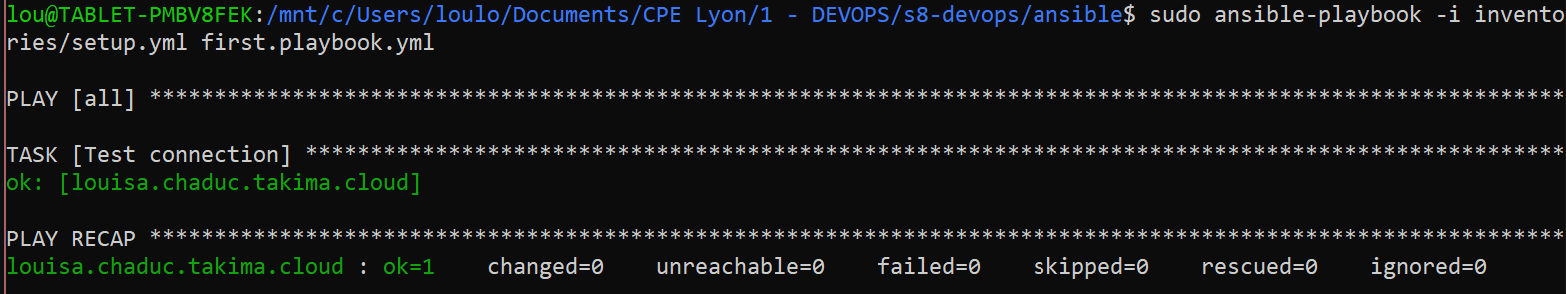 lou@TABLET-PMBV8FEK:/mnt/c/Users/loulo/Documents/CPE Lyon/1 - DEVOPS/s8-devops/ansible$ sudo ansible-playbook -i invento
ries/setup.yml first.playbook.yml
PLAY [all] *************************************************************************************************************
TASK [Test connection] *************************************************************************************************
ok: [louisa.chaduc.takima.cloud]
PLAY RECAP *************************************************************************************************************
louisa.chaduc.takima.cloud : ok=1    changed=0    unreachable=0    failed=0    skipped=0    rescued=0    ignored=0